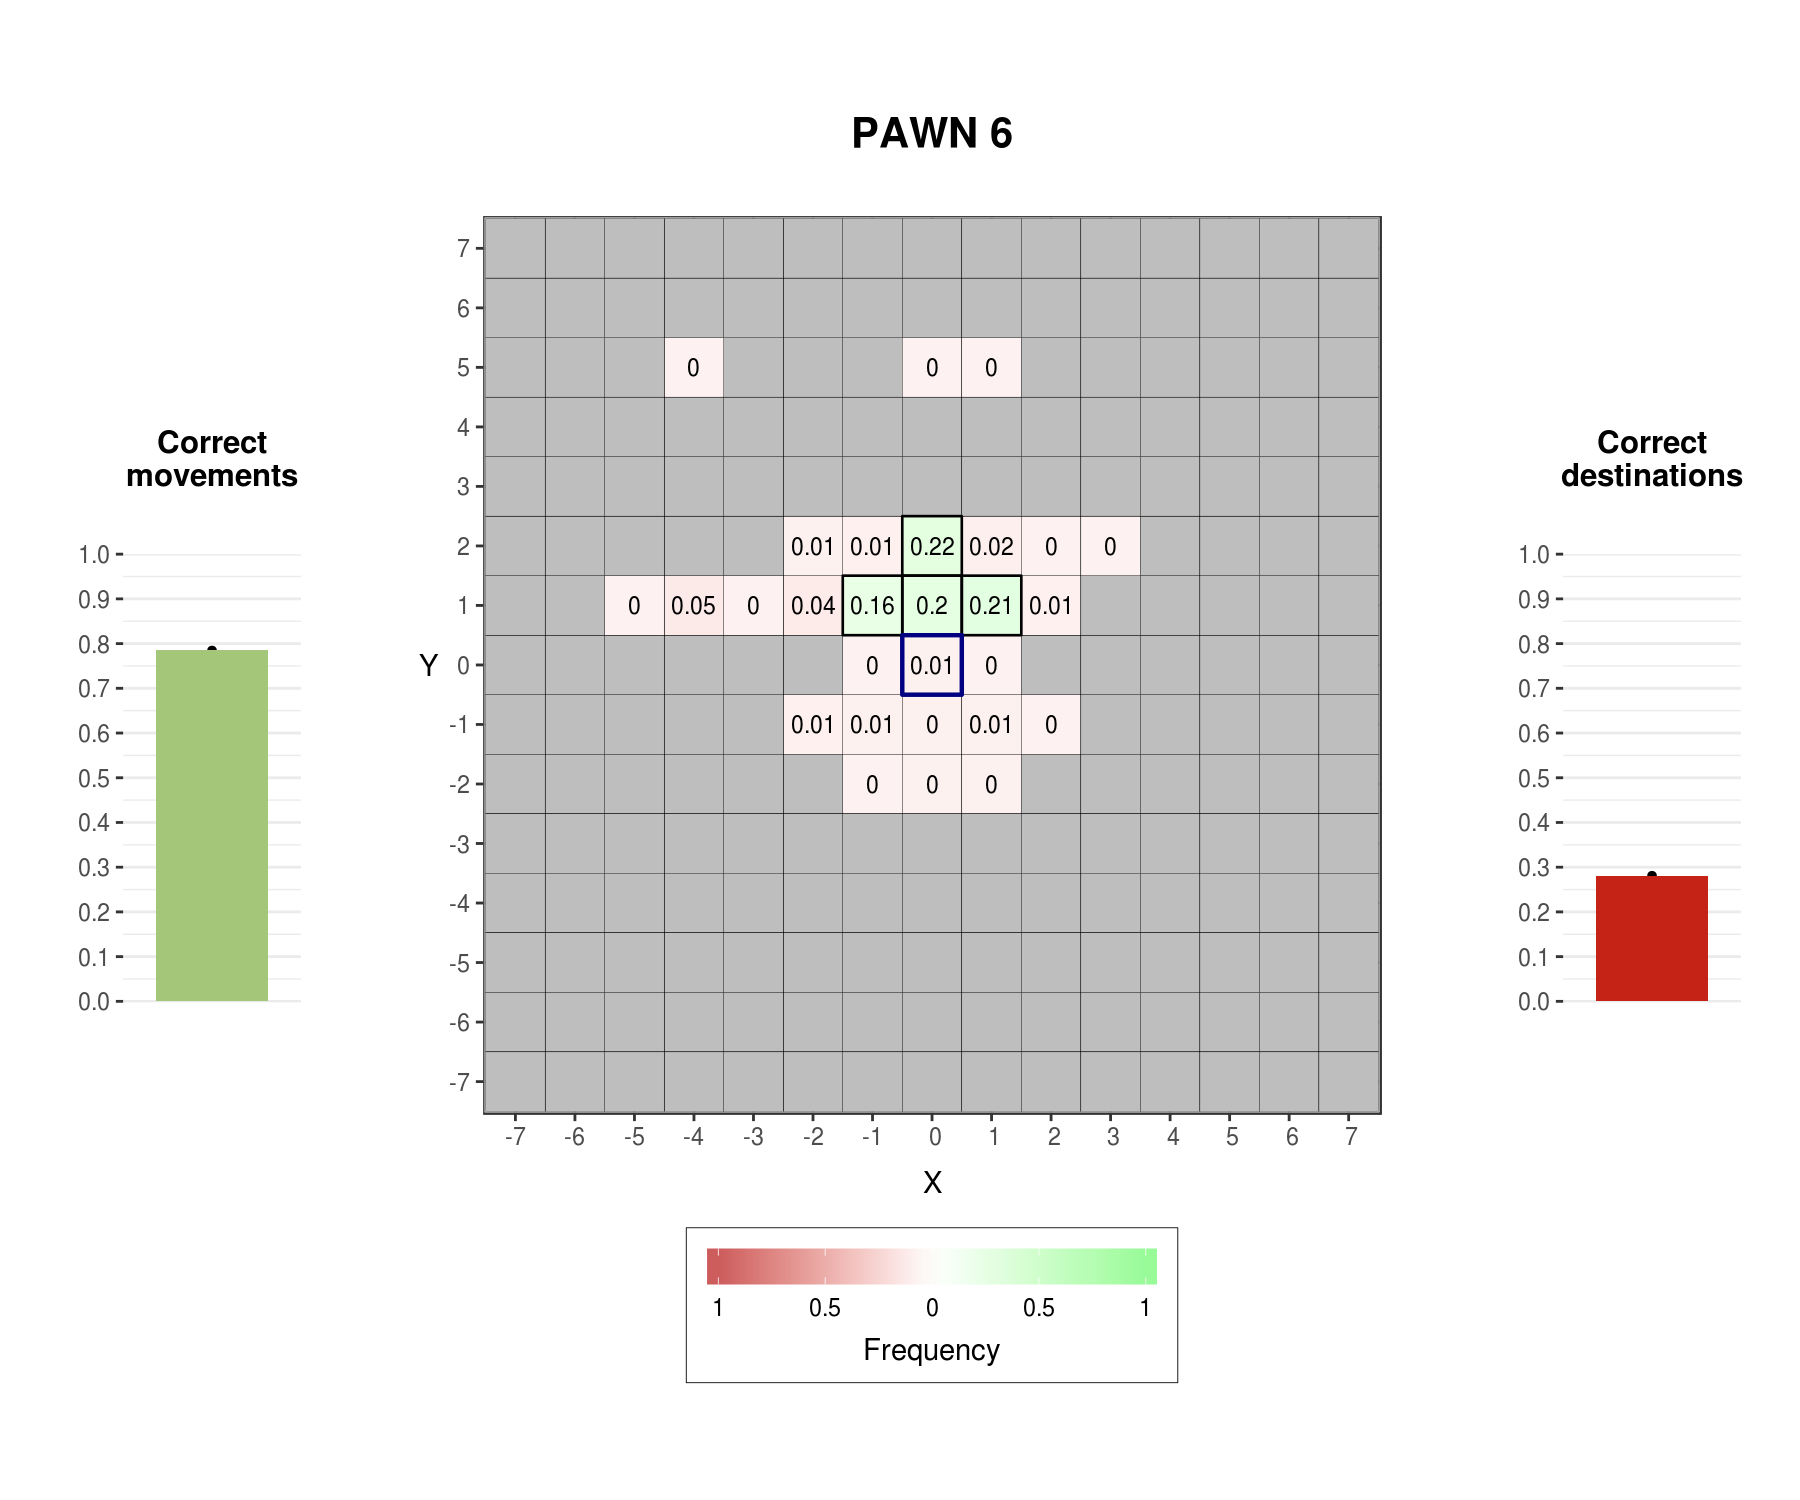 PAWN 6
Correct
movements
1.0
0.9
0.8
0.7
0.6
0.5
0.4
0.3
0.2
0.1
0.0
Y
7
6
5 0 0 0
4
3
2 0.01 0.01 0.22 0.02 0 0
1 0 0.05 0 0.04 0.16 0.2 0.21 0.01
0 0 0.01 0
-1 0.01 0.01 0 0.01 0
-2 0 0 0
-3
-4
-5
-6
-7
-7 -6 -5 -4 -3 -2 -1 0 1 2 3 4 5 6 7
X
1 0.5 0 0.5 1
Frequency
Correct
destinations
1.0
0.9
0.8
0.7
0.6
0.5
0.4
0.3
0.2
0.1
0.0